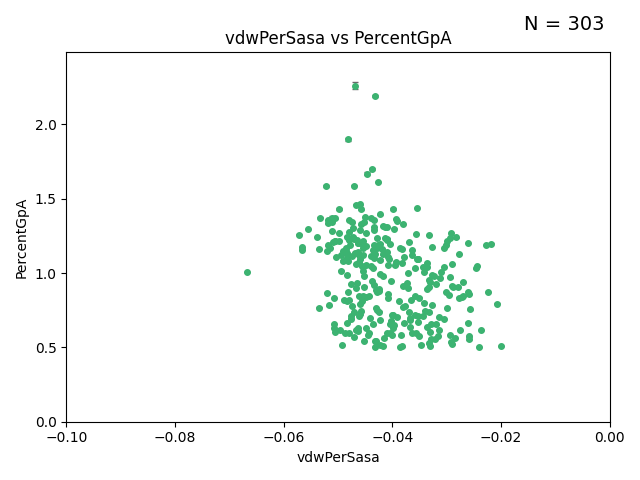 N = 303
vdwPerSasa vs PercentGpA
2.0
1.5
1.0
0.5
0.0
PercentGpA
−0.10 −0.08 −0.06 −0.04 −0.02 0.00
vdwPerSasa